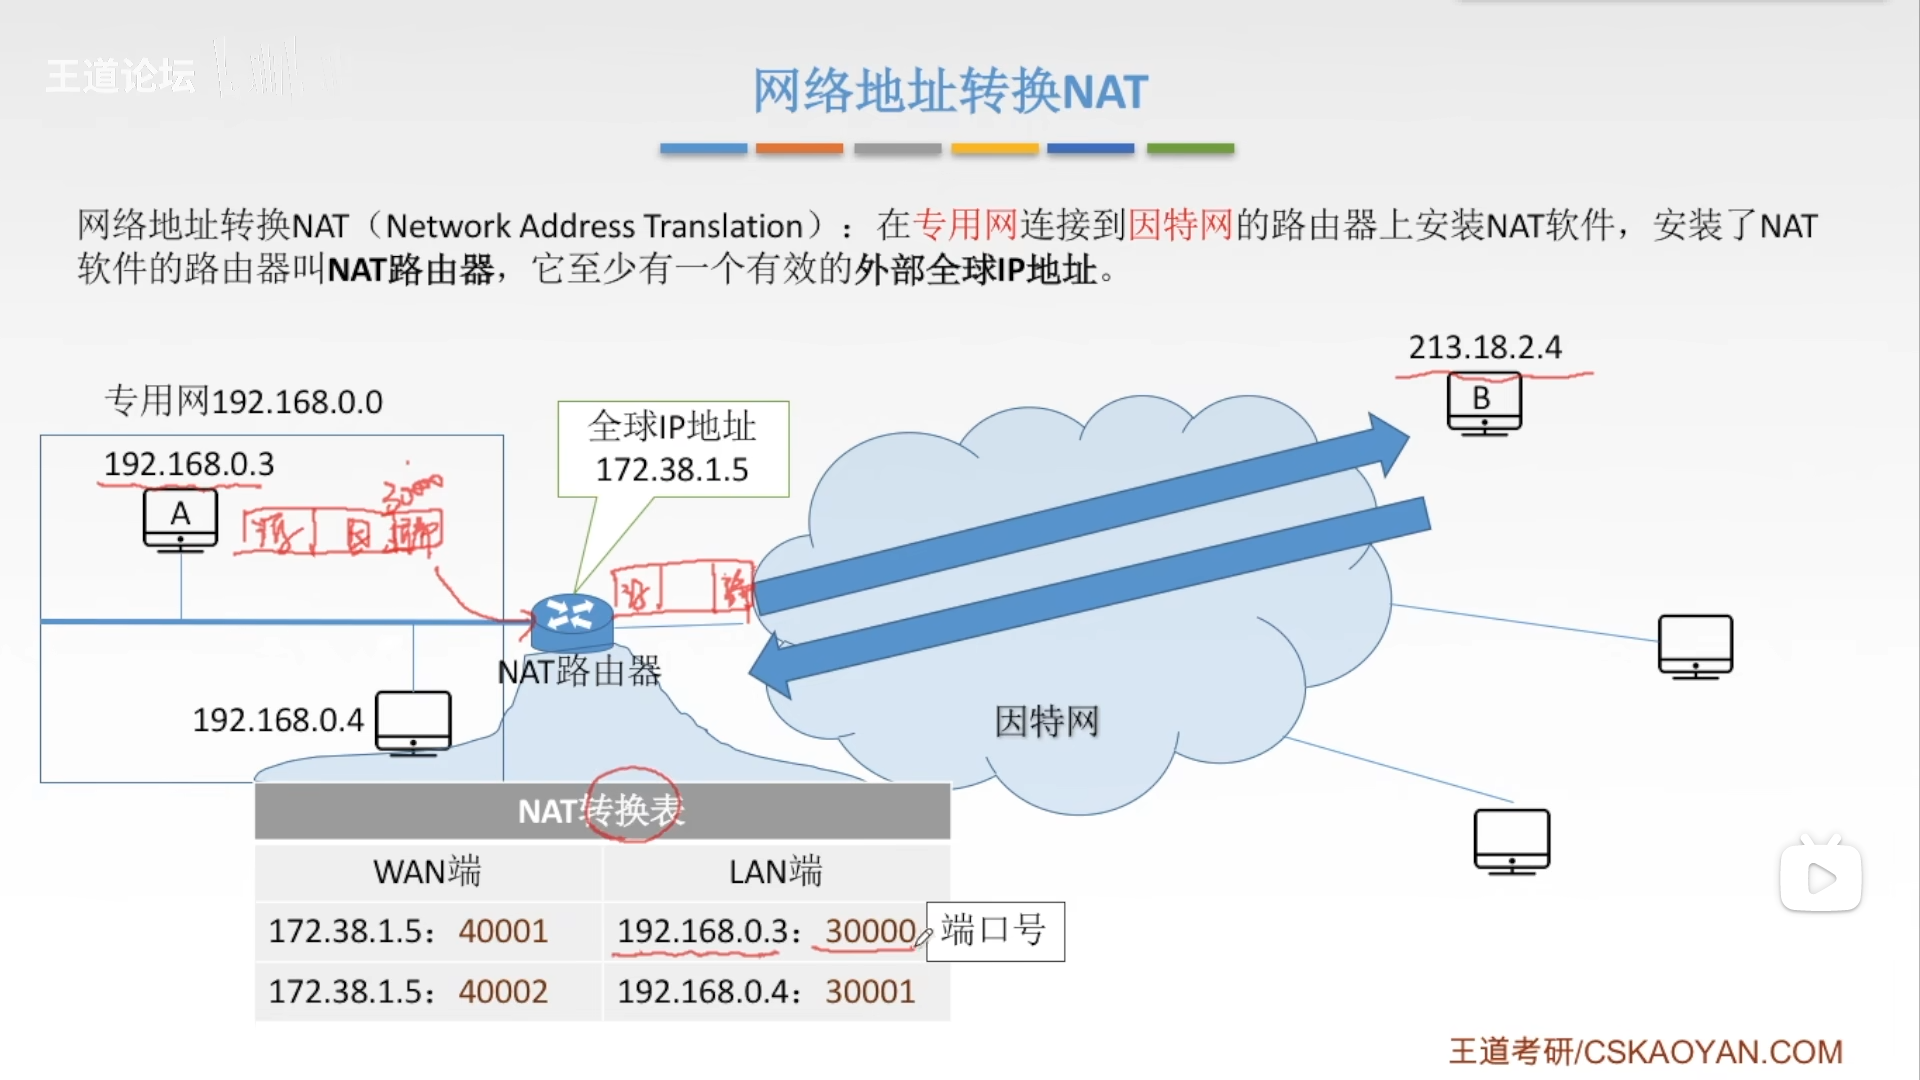 王道论坛
网络地址转换NAT
网络地址转换NAT（Network Address Translation）：在专用网连接到因特网的路由器上安装NAT软件，安装了NAT
软件的路由器叫NAT路由器，它至少有一个有效的外部全球IP地址。
213.18.2.4
B
专用网192.168.0.0
全球IP地址
172.38.1.5
192.168.0.3
A
30000
源 目 端
源
NAT路由器
192.168.0.4
因特网
NAT转换表
WAN端 LAN端
172.38.1.5：40001 192.168.0.3：30000 端口号
172.38.1.5：40002 192.168.0.4：30001
王道考研/CSKAOYAN.COM